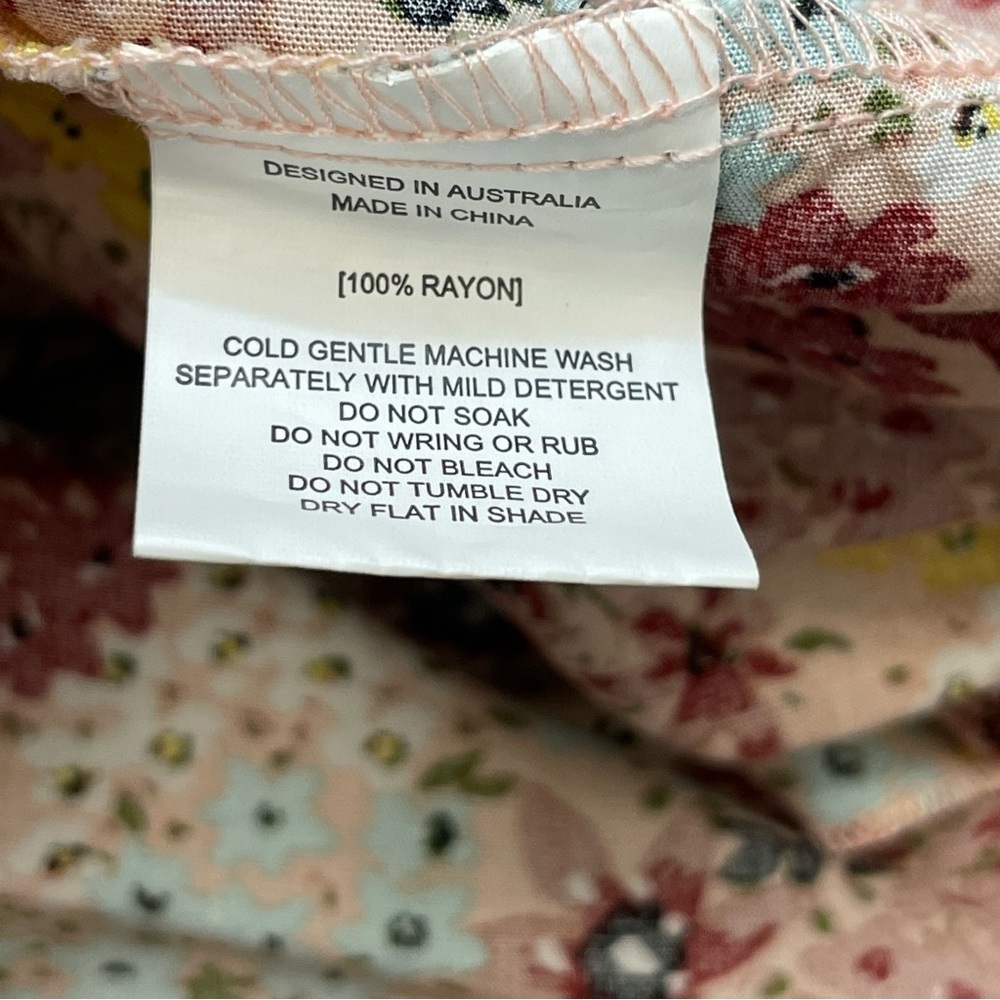 DESIGNED IN AUSTRALIA
MADE IN CHINA
[100% RAYON]
COLD GENTLE MACHINE WASH
SEPARATELY WITH MILD DETERGENT
DO NOT SOAK
DO NOT WRING OR RUB
DO NOT BLEACH
DO NOT TUMBLE DRY
DRY FLAT IN SHADE